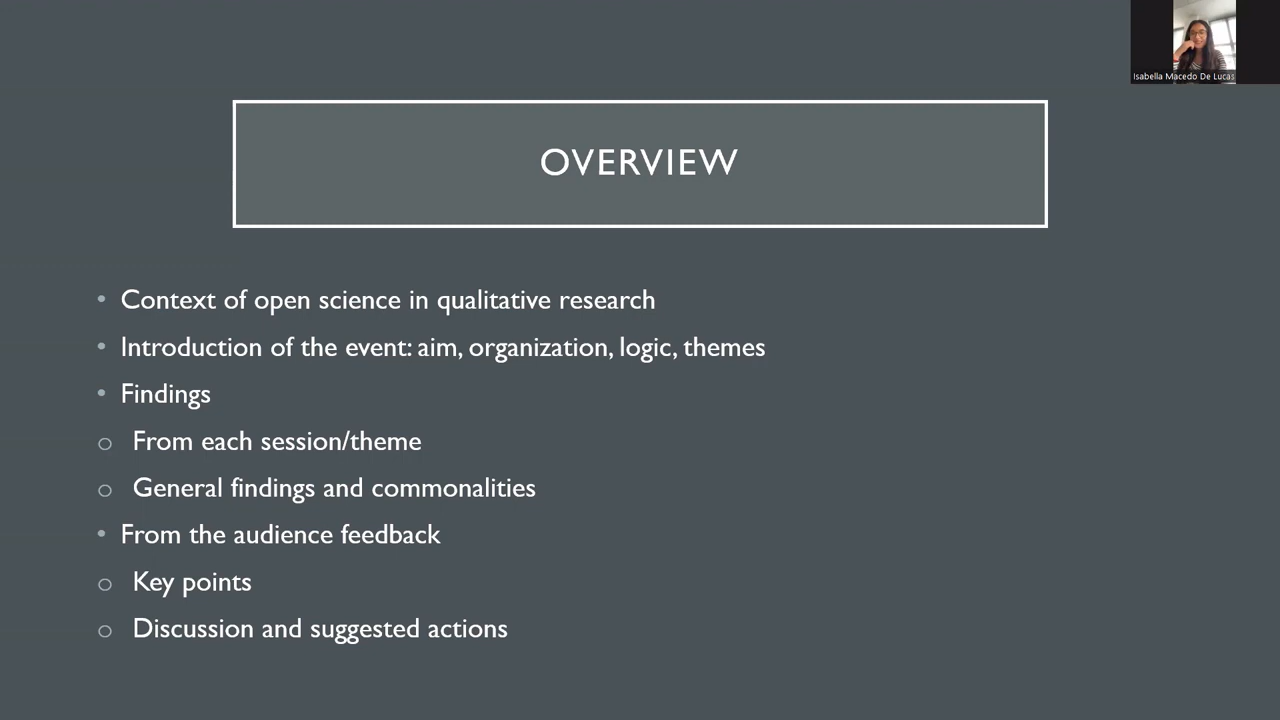 Isabella Macedo De Lucas
OVERVIEW
• Context of open science in qualitative research
• Introduction of the event: aim, organization, logic, themes
• Findings
o From each session/theme
o General findings and commonalities
• From the audience feedback
o Key points
o Discussion and suggested actions